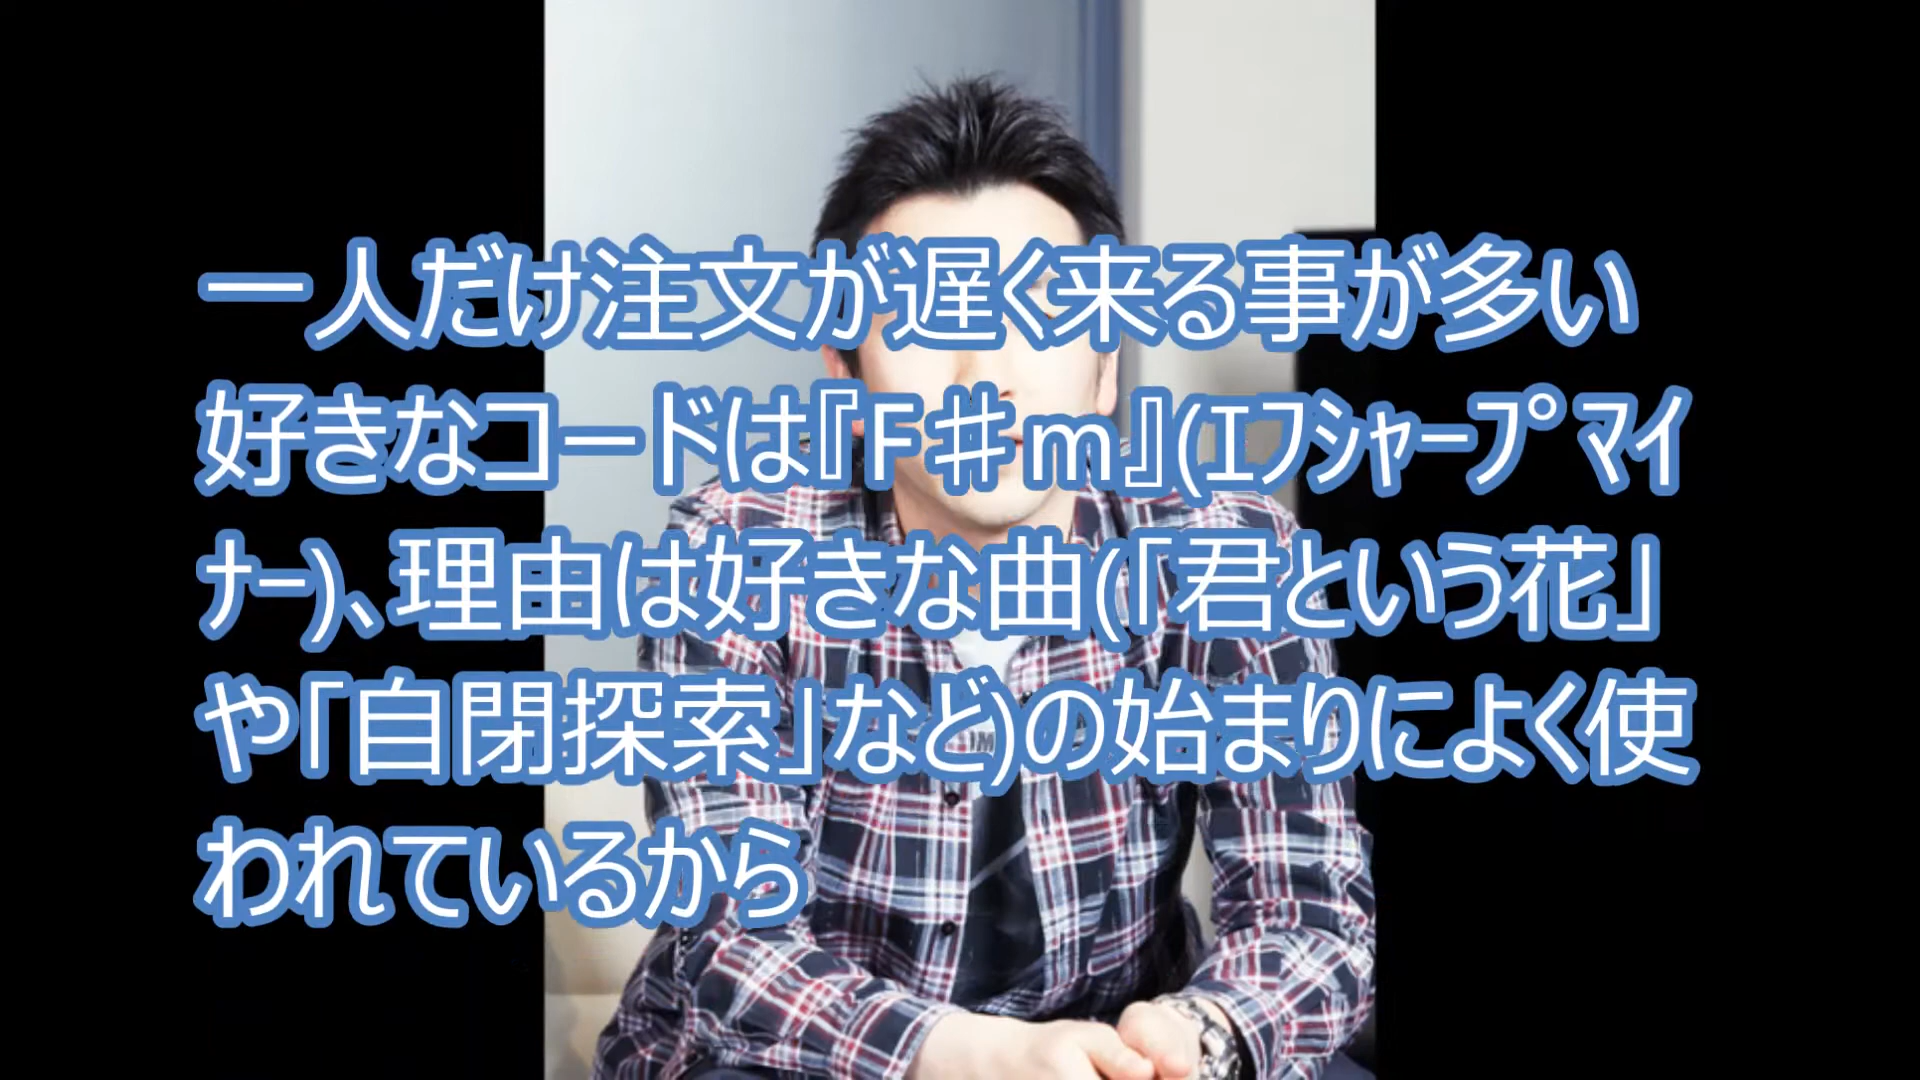 一人だけ注文が遅く来る事が多い
好きなコードは『F♯m』(ｴﾌｼｬｰﾌﾟﾏｲ
ﾅｰ)、理由は好きな曲(「君という花」
や「自閉探索」など)の始まりによく使
われているから